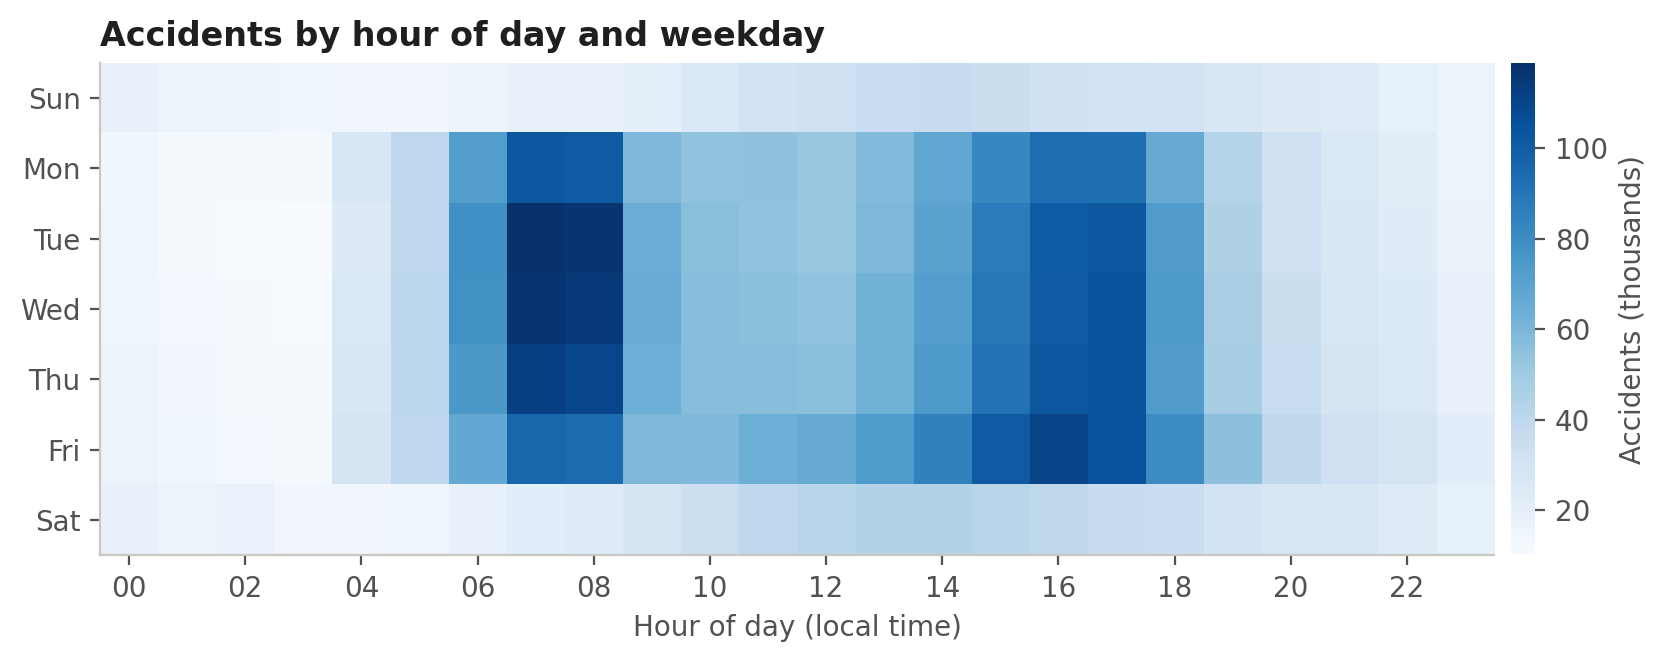 Accidents by hour of day and weekday
Sun
Mon
Tue
Wed
Thu
Fri
Sat
00 02 04 06 08 10 12 14 16 18 20 22
Hour of day (local time)
100
80
60
40
20
Accidents (thousands)